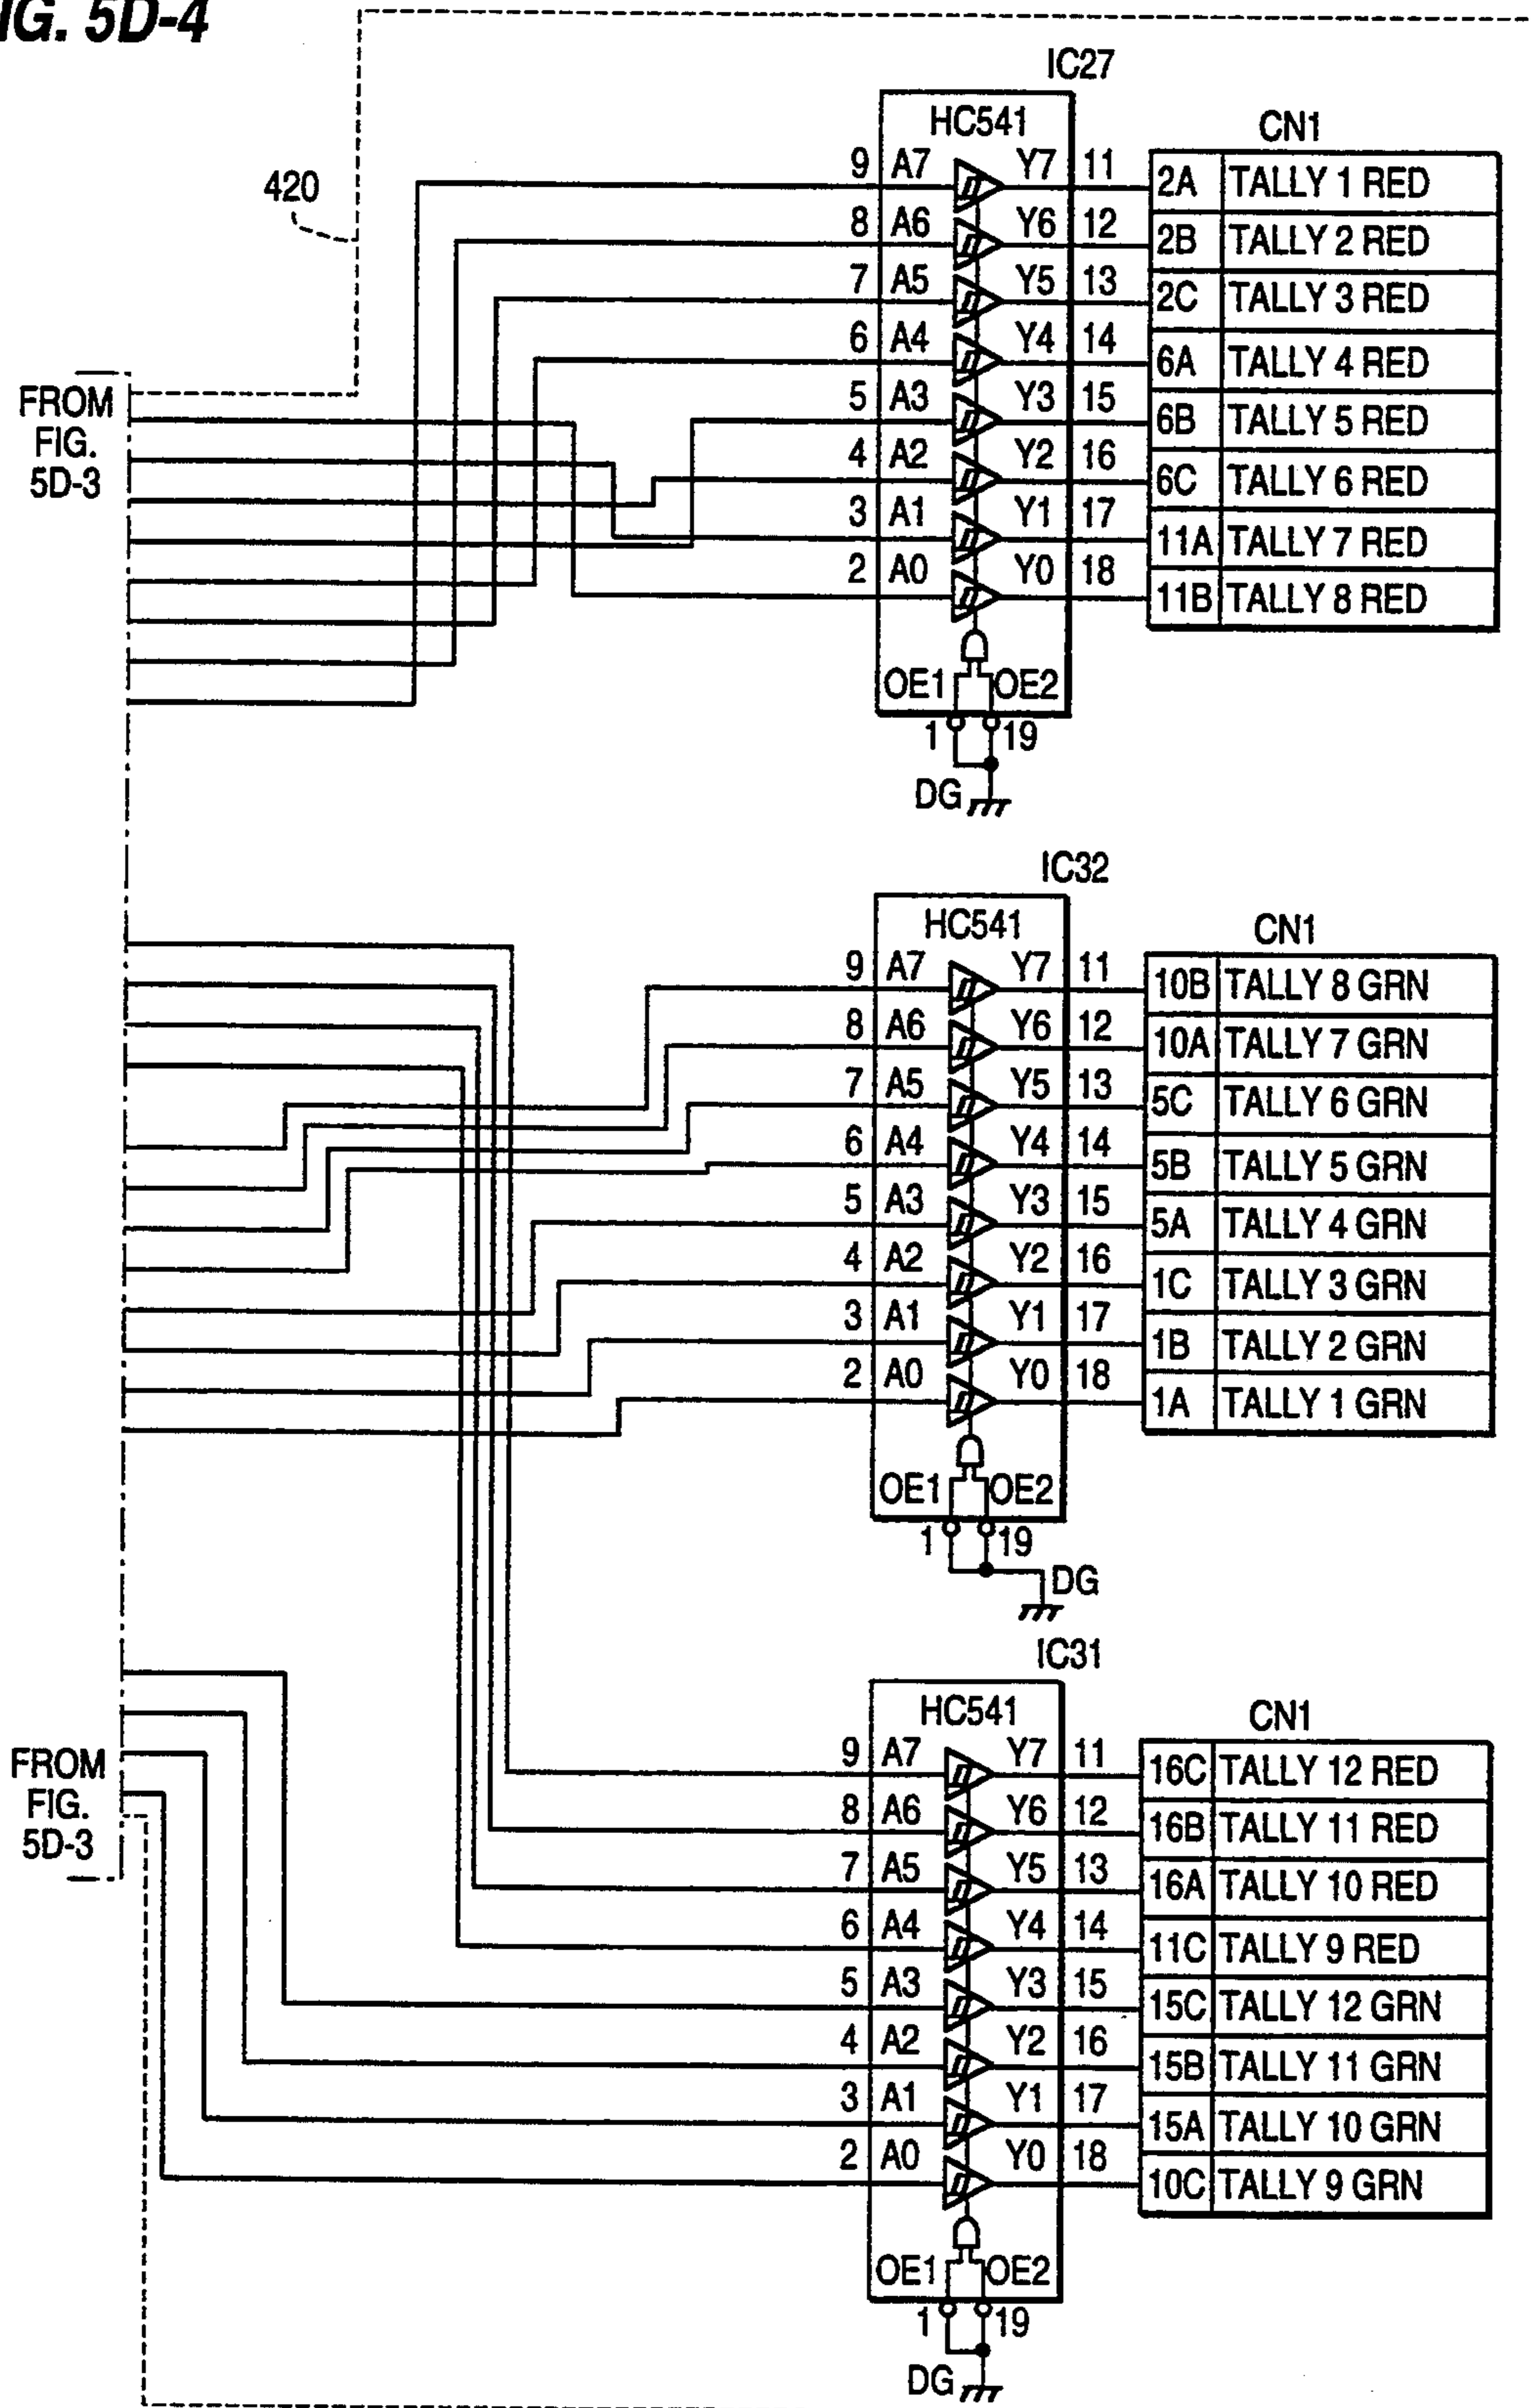 IG. 5D-4
420
FROM
FIG.
5D-3
IC27
HC541
CN1
9 A7 Y7 11 2A TALLY 1 RED
8 A6 Y6 12 2B TALLY 2 RED
7 A5 Y5 13 2C TALLY 3 RED
6 A4 Y4 14 6A TALLY 4 RED
5 A3 Y3 15 6B TALLY 5 RED
4 A2 Y2 16 6C TALLY 6 RED
3 A1 Y1 17 11A TALLY 7 RED
2 A0 Y0 18 11B TALLY 8 RED
OE1 OE2
1 19
DG
IC32
HC541
CN1
9 A7 Y7 11 10B TALLY 8 GRN
8 A6 Y6 12 10A TALLY 7 GRN
7 A5 Y5 13 5C TALLY 6 GRN
6 A4 Y4 14 5B TALLY 5 GRN
5 A3 Y3 15 5A TALLY 4 GRN
4 A2 Y2 16 1C TALLY 3 GRN
3 A1 Y1 17 1B TALLY 2 GRN
2 A0 Y0 18 1A TALLY 1 GRN
OE1 OE2
1 19
DG
FROM
FIG.
5D-3
IC31
HC541
CN1
9 A7 Y7 11 16C TALLY 12 RED
8 A6 Y6 12 16B TALLY 11 RED
7 A5 Y5 13 16A TALLY 10 RED
6 A4 Y4 14 11C TALLY 9 RED
5 A3 Y3 15 15C TALLY 12 GRN
4 A2 Y2 16 15B TALLY 11 GRN
3 A1 Y1 17 15A TALLY 10 GRN
2 A0 Y0 18 10C TALLY 9 GRN
OE1 OE2
1 19
DG